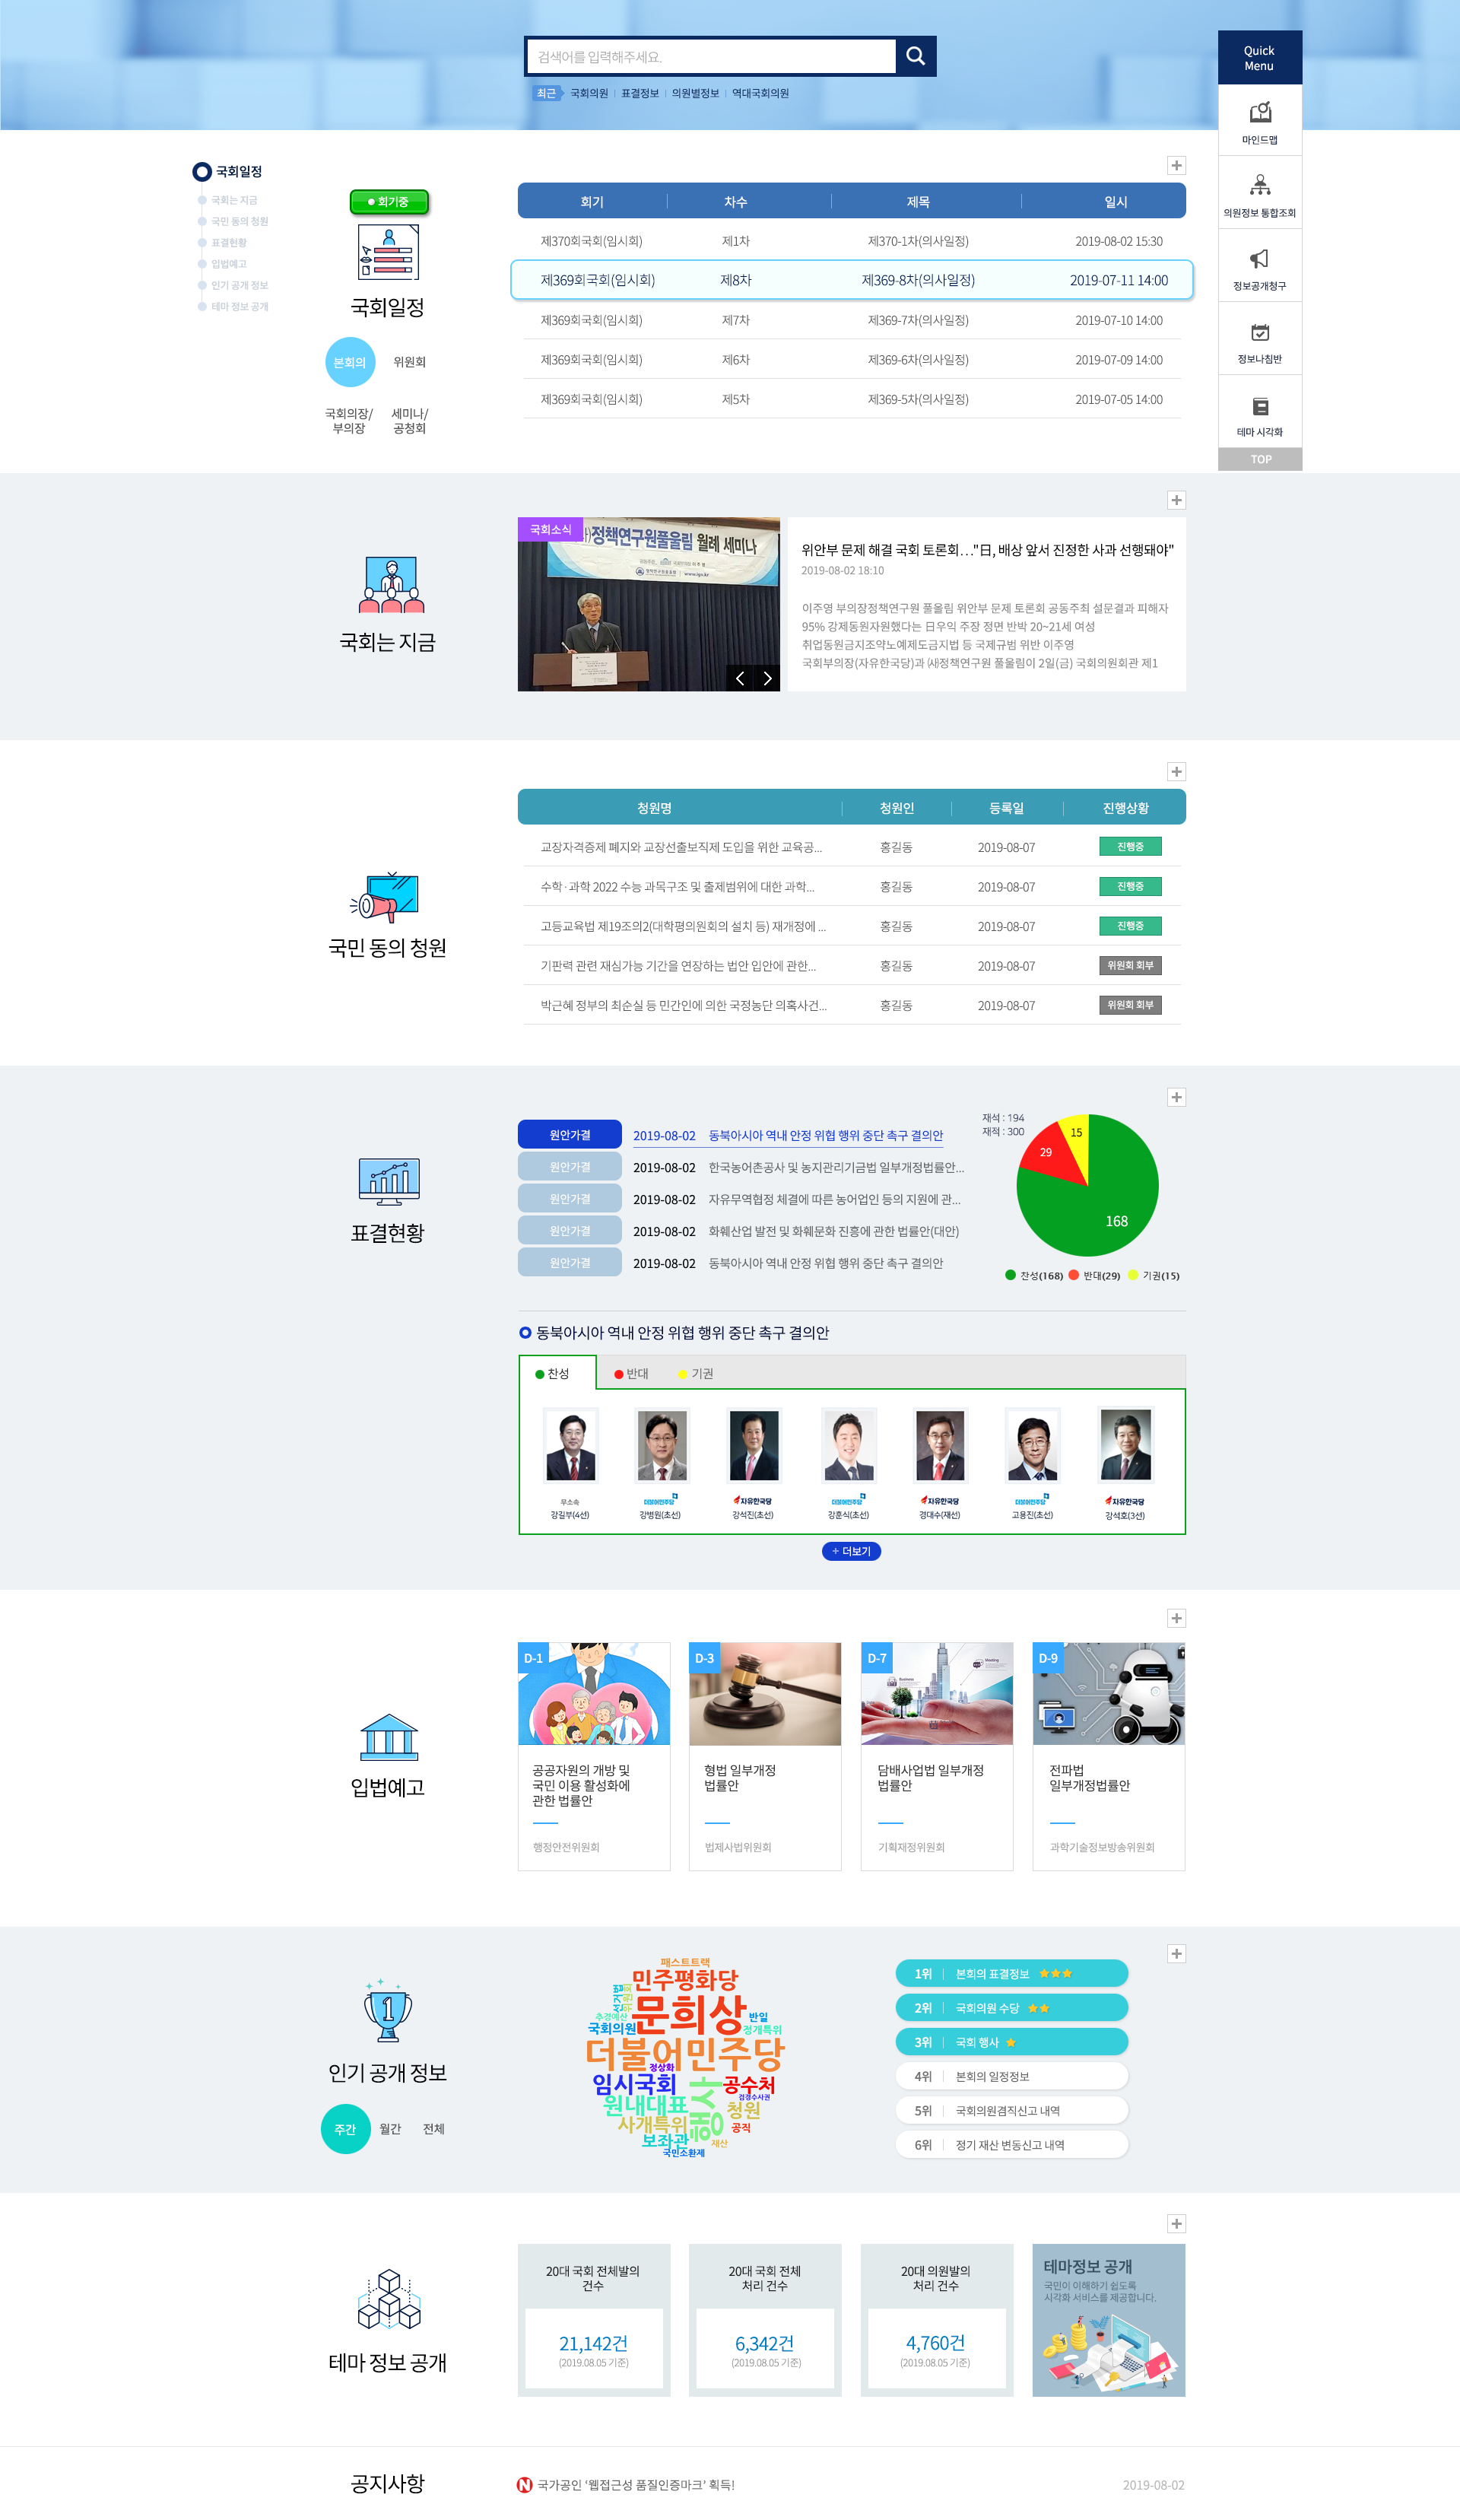 검색어를 입력해주세요.
최근 국회의원 표결정보 의원별정보 역대국회의원
Quick
Menu
마인드맵
의원정보 통합조회
정보공개청구
정보나침반
테마 시각화
TOP
국회일정
국회는 지금
국민 동의 청원
표결현황
입법예고
인기 공개 정보
테마 정보 공개
회기중
국회일정
본회의 위원회
국회의장/
부의장
세미나/
공청회
회기 차수 제목 일시
제370회국회(임시회) 제1차 제370-1차(의사일정) 2019-08-02 15:30
제369회국회(임시회) 제8차 제369-8차(의사일정) 2019-07-11 14:00
제369회국회(임시회) 제7차 제369-7차(의사일정) 2019-07-10 14:00
제369회국회(임시회) 제6차 제369-6차(의사일정) 2019-07-09 14:00
제369회국회(임시회) 제5차 제369-5차(의사일정) 2019-07-05 14:00
국회는 지금
국회소식
정책연구원풀울림 월례 세미나
위안부 문제 해결 국회 토론회…"日, 배상 앞서 진정한 사과 선행돼야"
2019-08-02 18:10
이주영 부의장정책연구원 풀울림 위안부 문제 토론회 공동주최 설문결과 피해자
95% 강제동원자원했다는 日우익 주장 정면 반박 20~21세 여성
취업동원금지조약노예제도금지법 등 국제규범 위반 이주영
국회부의장(자유한국당)과 ㈔정책연구원 풀울림이 2일(금) 국회의원회관 제1
국민 동의 청원
청원명 청원인 등록일 진행상황
교장자격증제 폐지와 교장선출보직제 도입을 위한 교육공... 홍길동 2019-08-07 진행중
수학·과학 2022 수능 과목구조 및 출제범위에 대한 과학... 홍길동 2019-08-07 진행중
고등교육법 제19조의2(대학평의원회의 설치 등) 재개정에 ... 홍길동 2019-08-07 진행중
기판력 관련 재심가능 기간을 연장하는 법안 입안에 관한... 홍길동 2019-08-07 위원회 회부
박근혜 정부의 최순실 등 민간인에 의한 국정농단 의혹사건... 홍길동 2019-08-07 위원회 회부
표결현황
원안가결 2019-08-02 동북아시아 역내 안정 위협 행위 중단 촉구 결의안
원안가결 2019-08-02 한국농어촌공사 및 농지관리기금법 일부개정법률안...
원안가결 2019-08-02 자유무역협정 체결에 따른 농어업인 등의 지원에 관...
원안가결 2019-08-02 화훼산업 발전 및 화훼문화 진흥에 관한 법률안(대안)
원안가결 2019-08-02 동북아시아 역내 안정 위협 행위 중단 촉구 결의안
재석 : 194
재적 : 300
15
29
168
찬성(168) 반대(29) 기권(15)
동북아시아 역내 안정 위협 행위 중단 촉구 결의안
찬성 반대 기권
무소속 더불어민주당 자유한국당 더불어민주당 자유한국당 더불어민주당 자유한국당
강길부(4선) 강병원(초선) 강석진(초선) 강훈식(초선) 경대수(재선) 고용진(초선) 강석호(3선)
+ 더보기
입법예고
D-1
공공자원의 개방 및
국민 이용 활성화에
관한 법률안
행정안전위원회
D-3
형법 일부개정
법률안
법제사법위원회
D-7
담배사업법 일부개정
법률안
기획재정위원회
D-9
전파법
일부개정법률안
과학기술정보방송위원회
인기 공개 정보
1
주간 월간 전체
패스트트랙
민주평화당
선거법
위원회
문희상
추경예산
반일
국회의원
정개특위
더불어민주당
정상화
임시국회
행사
공수처
검경수사권
원내대표
청원
사개특위
공직
보좌관
재산
국민소환제
1위 본회의 표결정보
2위 국회의원 수당
3위 국회 행사
4위 본회의 일정정보
5위 국회의원겸직신고 내역
6위 정기 재산 변동신고 내역
테마 정보 공개
20대 국회 전체발의
건수
21,142건
(2019.08.05 기준)
20대 국회 전체
처리 건수
6,342건
(2019.08.05 기준)
20대 의원발의
처리 건수
4,760건
(2019.08.05 기준)
테마정보 공개
국민이 이해하기 쉽도록
시각화 서비스를 제공합니다.
공지사항
N 국가공인 ‘웹접근성 품질인증마크’ 획득! 2019-08-02